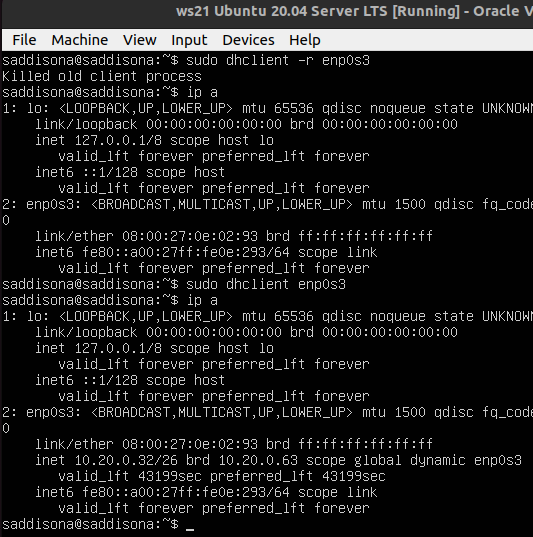 ws21 Ubuntu 20.04 Server LTS [Running] - Oracle V
File Machine View Input Devices Help
saddisona@saddisona:~$ sudo dhclient -r enp0s3
Killed old client process
saddisona@saddisona:~$ ip a
1: lo: <LOOPBACK,UP,LOWER_UP> mtu 65536 qdisc noqueue state UNKNOWN
link/loopback 00:00:00:00:00:00 brd 00:00:00:00:00:00
inet 127.0.0.1/8 scope host lo
valid_lft forever preferred_lft forever
inet6 ::1/128 scope host
valid_lft forever preferred_lft forever
2: enp0s3: <BROADCAST,MULTICAST,UP,LOWER_UP> mtu 1500 qdisc fq_code
0
link/ether 08:00:27:0e:02:93 brd ff:ff:ff:ff:ff:ff
inet6 fe80::a00:27ff:fe0e:293/64 scope link
valid_lft forever preferred_lft forever
saddisona@saddisona:~$ sudo dhclient enp0s3
saddisona@saddisona:~$ ip a
1: lo: <LOOPBACK,UP,LOWER_UP> mtu 65536 qdisc noqueue state UNKNOWN
link/loopback 00:00:00:00:00:00 brd 00:00:00:00:00:00
inet 127.0.0.1/8 scope host lo
valid_lft forever preferred_lft forever
inet6 ::1/128 scope host
valid_lft forever preferred_lft forever
2: enp0s3: <BROADCAST,MULTICAST,UP,LOWER_UP> mtu 1500 qdisc fq_code
0
link/ether 08:00:27:0e:02:93 brd ff:ff:ff:ff:ff:ff
inet 10.20.0.32/26 brd 10.20.0.63 scope global dynamic enp0s3
valid_lft 43199sec preferred_lft 43199sec
inet6 fe80::a00:27ff:fe0e:293/64 scope link
valid_lft forever preferred_lft forever
saddisona@saddisona:~$ _